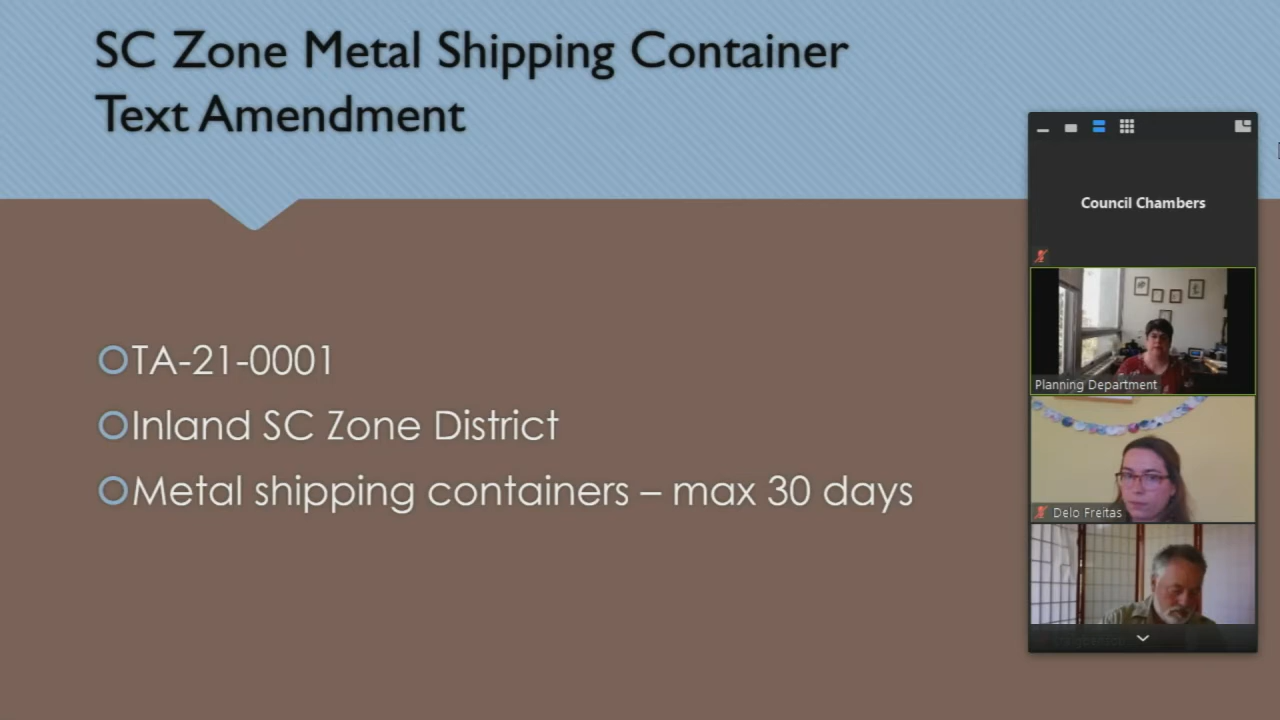 SC Zone Metal Shipping Container
Text Amendment
TA-21-0001
Inland SC Zone District
Metal shipping containers – max 30 days
Council Chambers
Planning Department
Delo Freitas